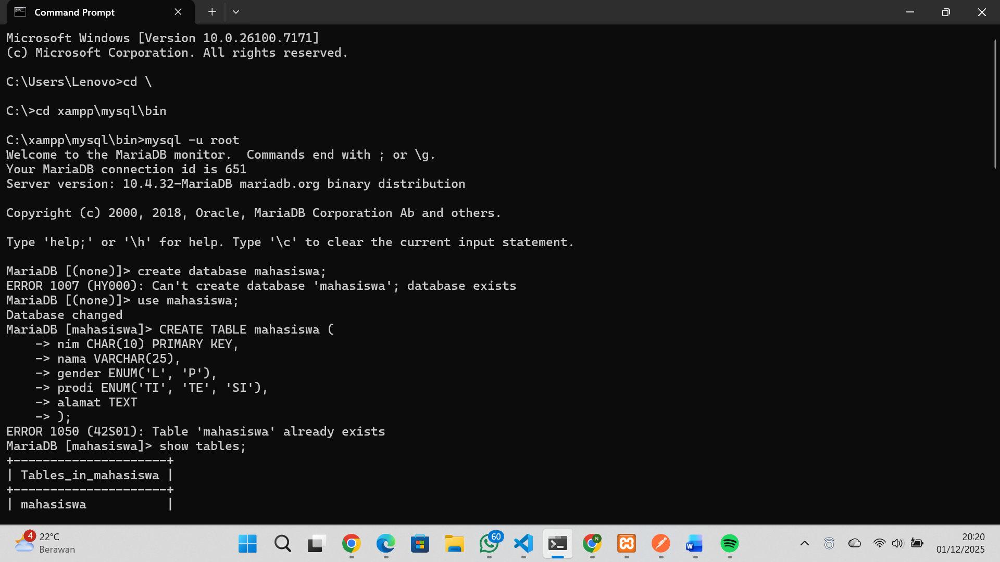 Command Prompt
Microsoft Windows [Version 10.0.26100.7171]
(c) Microsoft Corporation. All rights reserved.
C:\Users\Lenovo>cd \
C:\>cd xampp\mysql\bin
C:\xampp\mysql\bin>mysql -u root
Welcome to the MariaDB monitor.  Commands end with ; or \g.
Your MariaDB connection id is 651
Server version: 10.4.32-MariaDB mariadb.org binary distribution
Copyright (c) 2000, 2018, Oracle, MariaDB Corporation Ab and others.
Type 'help;' or '\h' for help. Type '\c' to clear the current input statement.
MariaDB [(none)]> create database mahasiswa;
ERROR 1007 (HY000): Can't create database 'mahasiswa'; database exists
MariaDB [(none)]> use mahasiswa;
Database changed
MariaDB [mahasiswa]> CREATE TABLE mahasiswa (
    -> nim CHAR(10) PRIMARY KEY,
    -> nama VARCHAR(25),
    -> gender ENUM('L', 'P'),
    -> prodi ENUM('TI', 'TE', 'SI'),
    -> alamat TEXT
    -> );
ERROR 1050 (42S01): Table 'mahasiswa' already exists
MariaDB [mahasiswa]> show tables;
+---------------------+
| Tables_in_mahasiswa |
+---------------------+
| mahasiswa           |
4
22°C
Berawan
60
N
W
20:20
01/12/2025